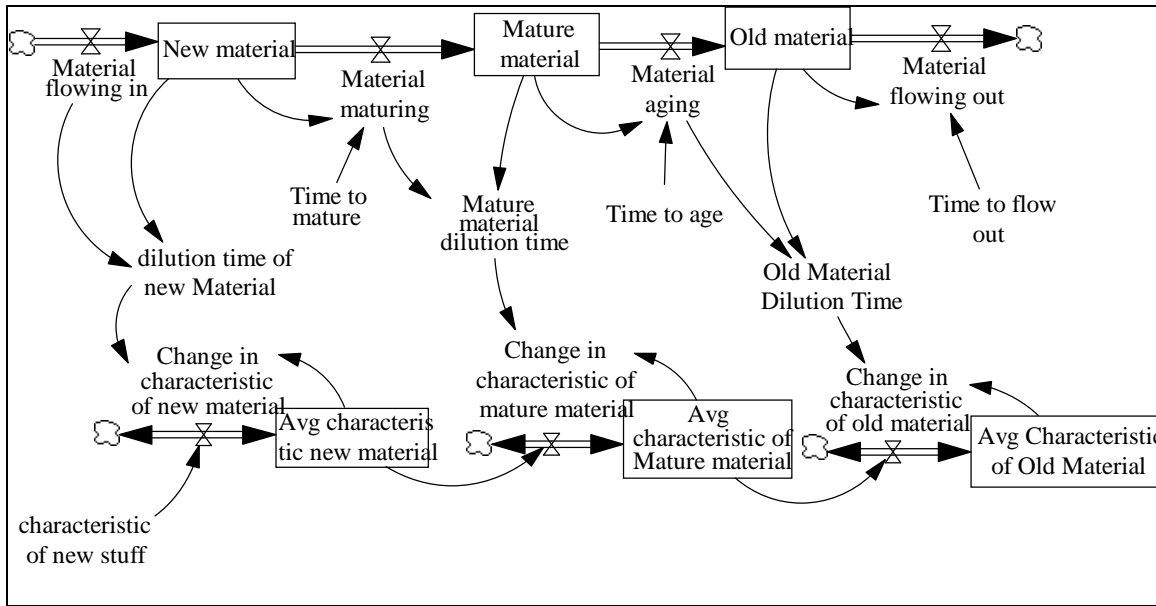 New material
Mature
material
Old material
Material
flowing in
Material
maturing
Material
aging
Material
flowing out
Time to
mature
Mature
material
dilution time
Time to age
Time to flow
out
dilution time of
new Material
Old Material
Dilution Time
Change in
characteristic
of new material
Change in
characteristic of
mature material
Change in
characteristic
of old material
Avg characteris
tic new material
Avg
characteristic of
Mature material
Avg Characteristic
of Old Material
characteristic
of new stuff